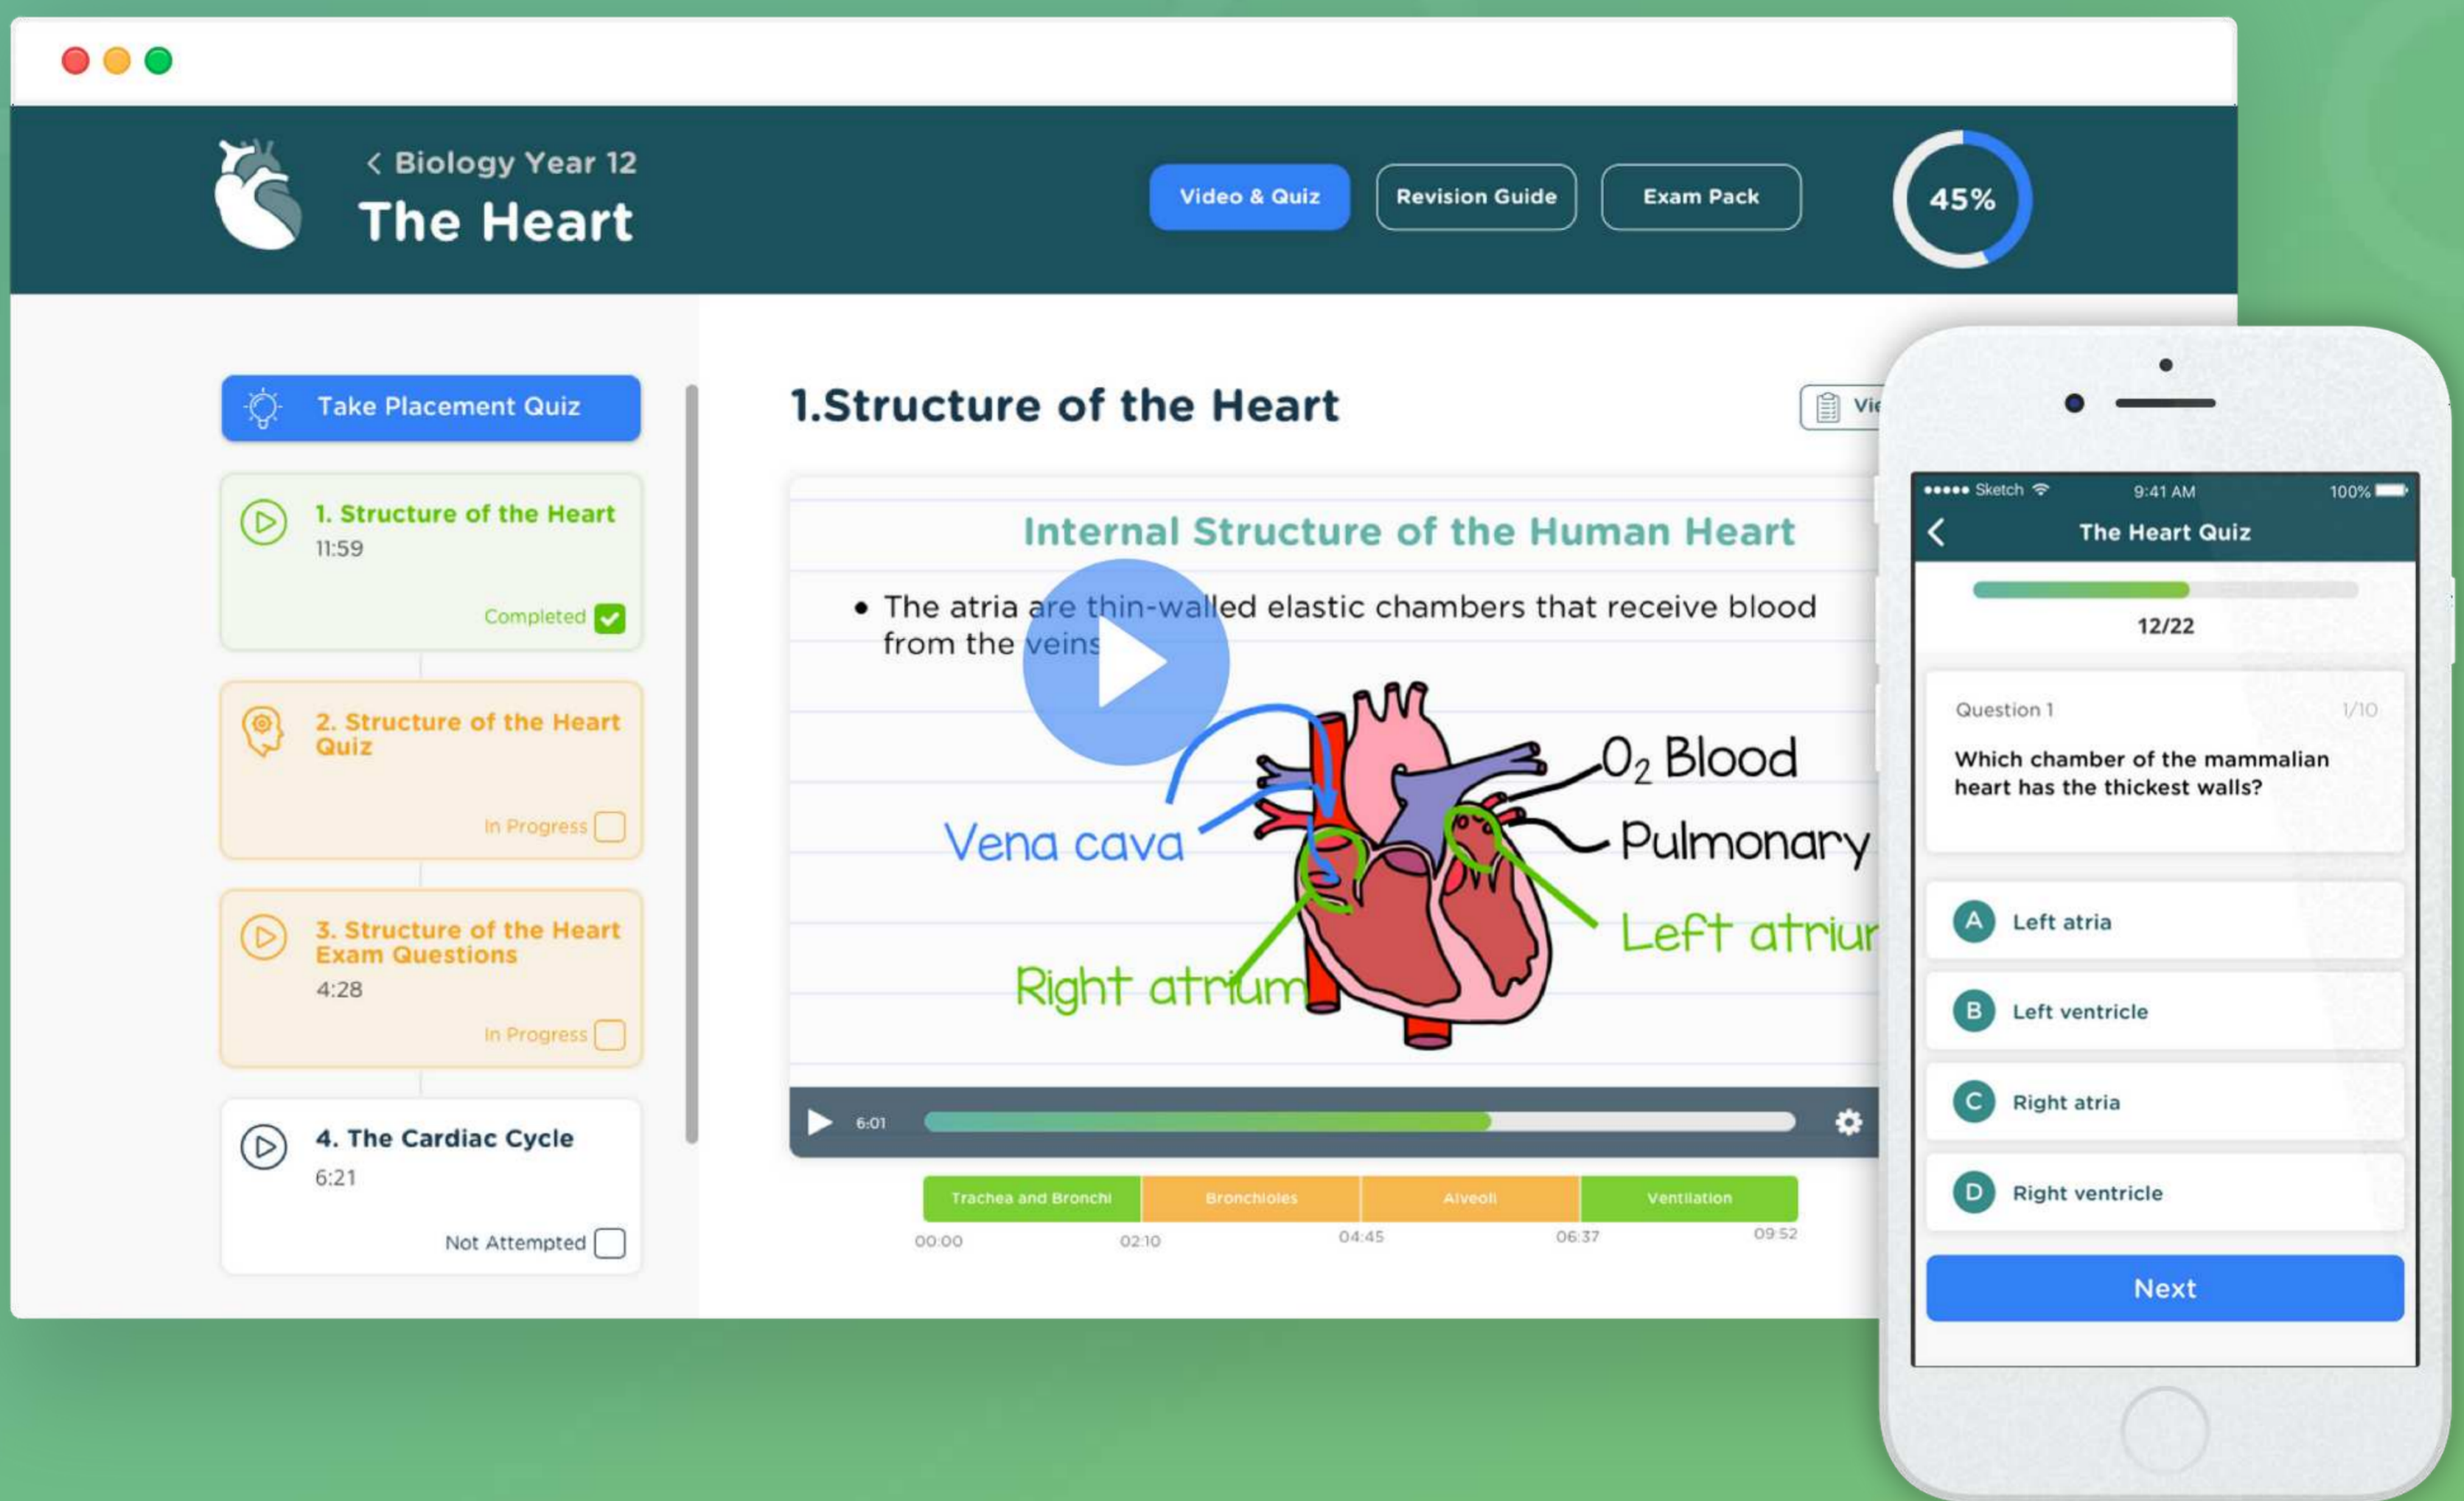 < Biology Year 12
The Heart
Video & Quiz
Revision Guide
Exam Pack
45%
Take Placement Quiz
1. Structure of the Heart
11:59
Completed
2. Structure of the Heart
Quiz
In Progress
3. Structure of the Heart
Exam Questions
4:28
In Progress
4. The Cardiac Cycle
6:21
Not Attempted
1.Structure of the Heart
Internal Structure of the Human Heart
• The atria are thin-walled elastic chambers that receive blood
from the veins
O₂ Blood
Vena cava
Pulmonary
Left
Right atrium
6:01
Trachea and Bronchi
Bronchioles
Alveoli
Ventilation
00:00
02:10
04:45
06:37
09:52
Sketch
9:41 AM
100%
The Heart Quiz
12/22
Question 1
1/10
Which chamber of the mammalian
heart has the thickest walls?
A Left atria
B Left ventricle
C Right atria
D Right ventricle
Next